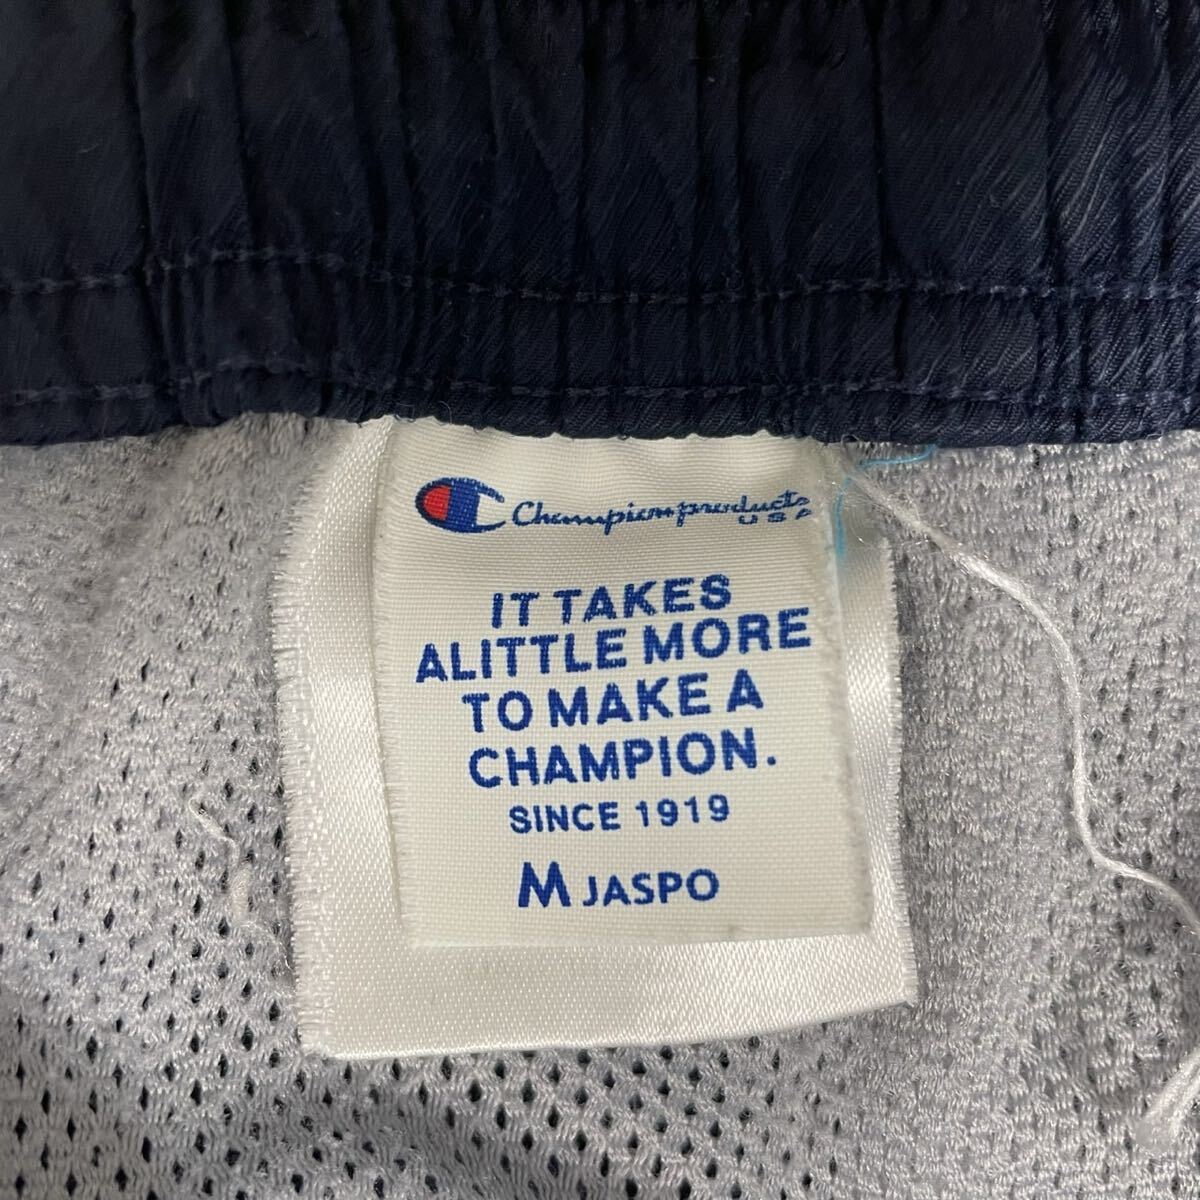 Champion products
USA
IT TAKES
ALITTLE MORE
TO MAKE A
CHAMPION.
SINCE 1919
M JASPO